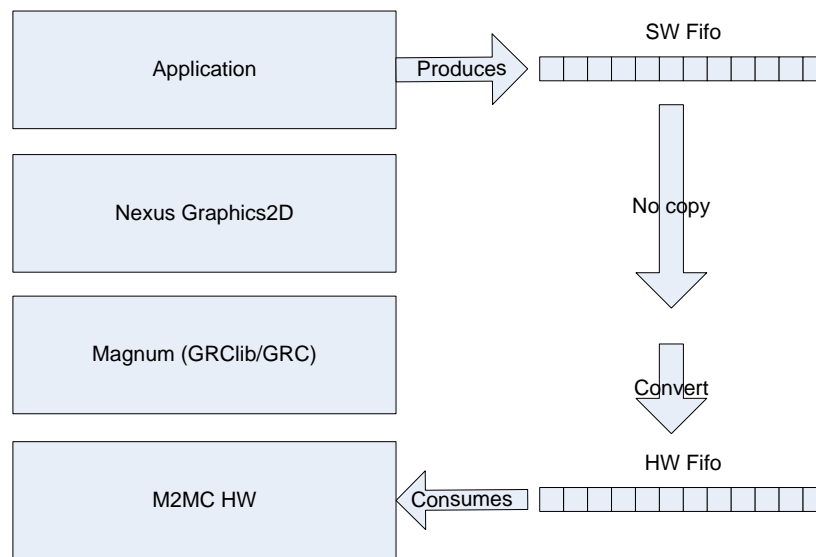 SW Fifo
Application
Produces
Nexus Graphics2D
No copy
Magnum (GRClib/GRC)
Convert
HW Fifo
M2MC HW
Consumes